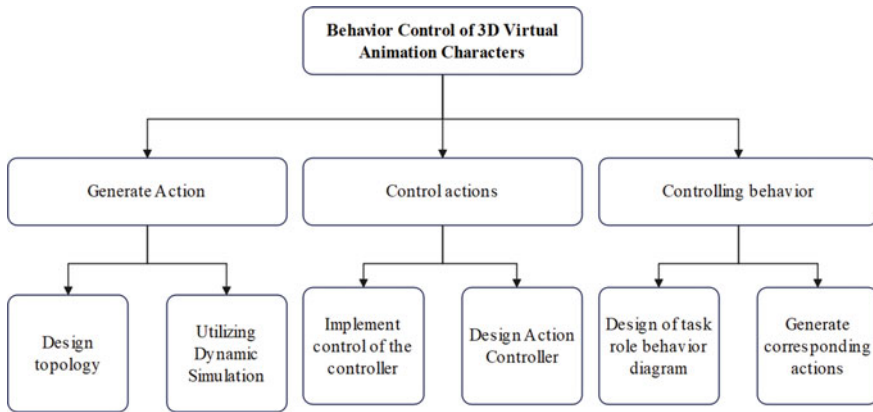 Behavior Control of 3D Virtual
Animation Characters
Generate Action
Control actions
Controlling behavior
Design
topology
Utilizing
Dynamic
Simulation
Implement
control of the
controller
Design Action
Controller
Design of task
role behavior
diagram
Generate
corresponding
actions